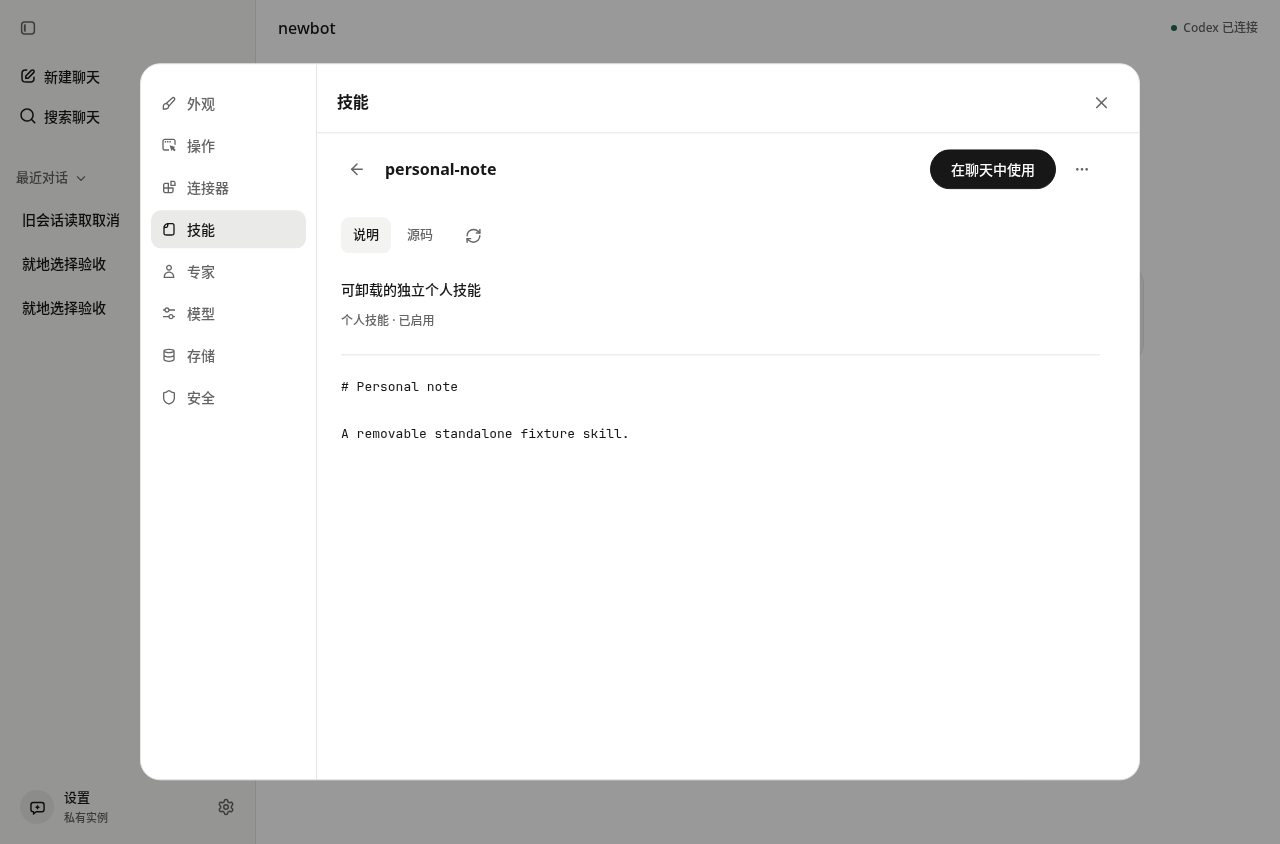 newbot
Codex 已连接
新建聊天
搜索聊天
最近对话
旧会话读取取消
就地选择验收
就地选择验收
设置
私有实例
外观
操作
连接器
技能
专家
模型
存储
安全
技能
personal-note
在聊天中使用
说明
源码
可卸载的独立个人技能
个人技能 · 已启用
# Personal note
A removable standalone fixture skill.